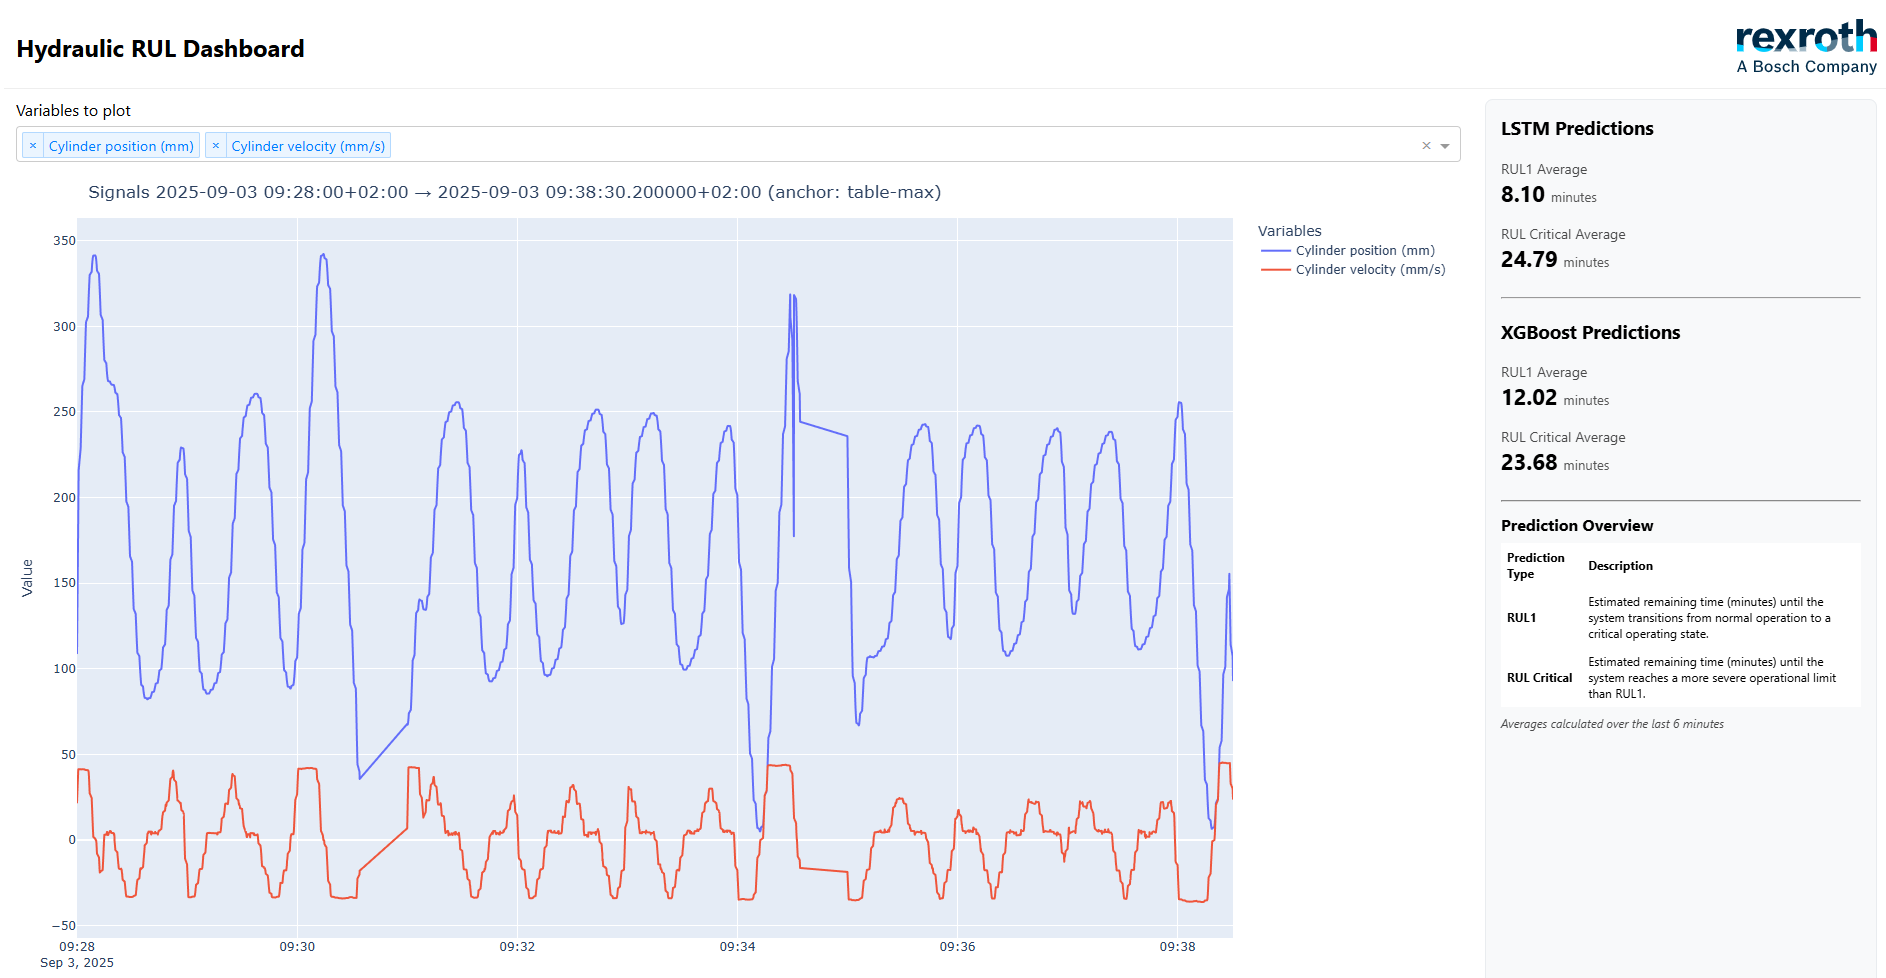 Hydraulic RUL Dashboard
rexroth
A Bosch Company
Variables to plot
× Cylinder position (mm) × Cylinder velocity (mm/s) ×
Signals 2025-09-03 09:28:00+02:00 → 2025-09-03 09:38:30.200000+02:00 (anchor: table-max)
Variables
Cylinder position (mm)
Cylinder velocity (mm/s)
Value
350
300
250
200
150
100
50
0
−50
09:28 09:30 09:32 09:34 09:36 09:38
Sep 3, 2025
LSTM Predictions
RUL1 Average
8.10 minutes
RUL Critical Average
24.79 minutes
XGBoost Predictions
RUL1 Average
12.02 minutes
RUL Critical Average
23.68 minutes
Prediction Overview
Prediction
Type
Description
RUL1
Estimated remaining time (minutes) until the
system transitions from normal operation to a
critical operating state.
RUL Critical
Estimated remaining time (minutes) until the
system reaches a more severe operational limit
than RUL1.
Averages calculated over the last 6 minutes